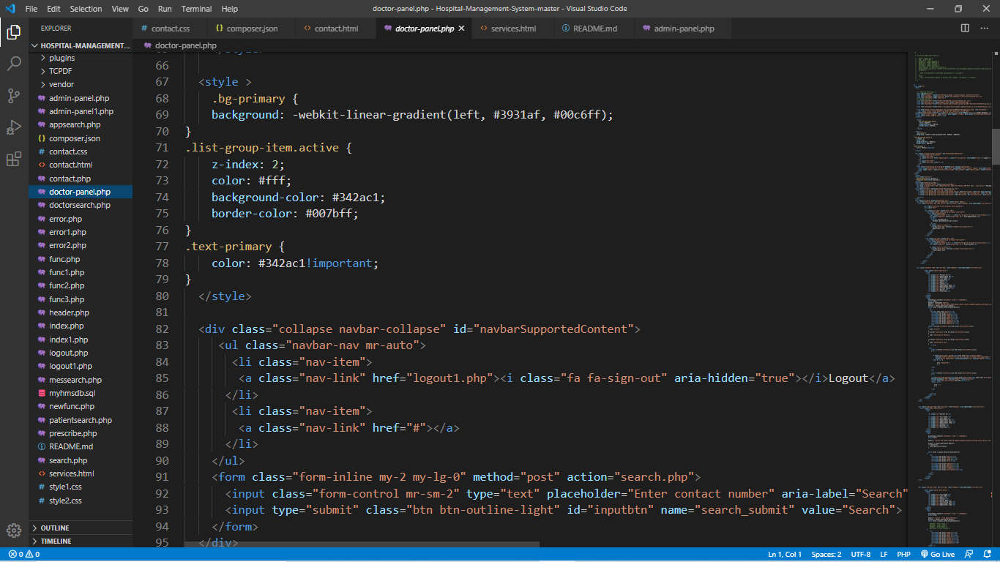 File Edit Selection View Go Run Terminal Help
doctor-panel.php - Hospital-Management-System-master - Visual Studio Code
EXPLORER
contact.css
composer.json
contact.html
doctor-panel.php
services.html
README.md
admin-panel.php
HOSPITAL-MANAGEMENT...
plugins
TCPDF
vendor
admin-panel.php
admin-panel1.php
appsearch.php
composer.json
contact.css
contact.html
contact.php
doctor-panel.php
doctorsearch.php
error.php
error1.php
error2.php
func.php
func1.php
func2.php
func3.php
header.php
index.php
index1.php
logout.php
logout1.php
messearch.php
myhmsdb.sql
newfunc.php
patientsearch.php
prescribe.php
README.md
search.php
services.html
style1.css
style2.css
OUTLINE
TIMELINE
doctor-panel.php
66
67 <style >
68 .bg-primary {
69 background: -webkit-linear-gradient(left, #3931af, #00c6ff);
70 }
71 .list-group-item.active {
72 z-index: 2;
73 color: #fff;
74 background-color: #342ac1;
75 border-color: #007bff;
76 }
77 .text-primary {
78 color: #342ac1!important;
79 }
80 </style>
81
82 <div class="collapse navbar-collapse" id="navbarSupportedContent">
83 <ul class="navbar-nav mr-auto">
84 <li class="nav-item">
85 <a class="nav-link" href="logout1.php"><i class="fa fa-sign-out" aria-hidden="true"></i>Logout</a>
86 </li>
87 <li class="nav-item">
88 <a class="nav-link" href="#"></a>
89 </li>
90 </ul>
91 <form class="form-inline my-2 my-lg-0" method="post" action="search.php">
92 <input class="form-control mr-sm-2" type="text" placeholder="Enter contact number" aria-label="Search"
93 <input type="submit" class="btn btn-outline-light" id="inputbtn" name="search_submit" value="Search">
94 </form>
95 </div>
0 0
Ln 1, Col 1 Spaces: 2 UTF-8 LF PHP Go Live